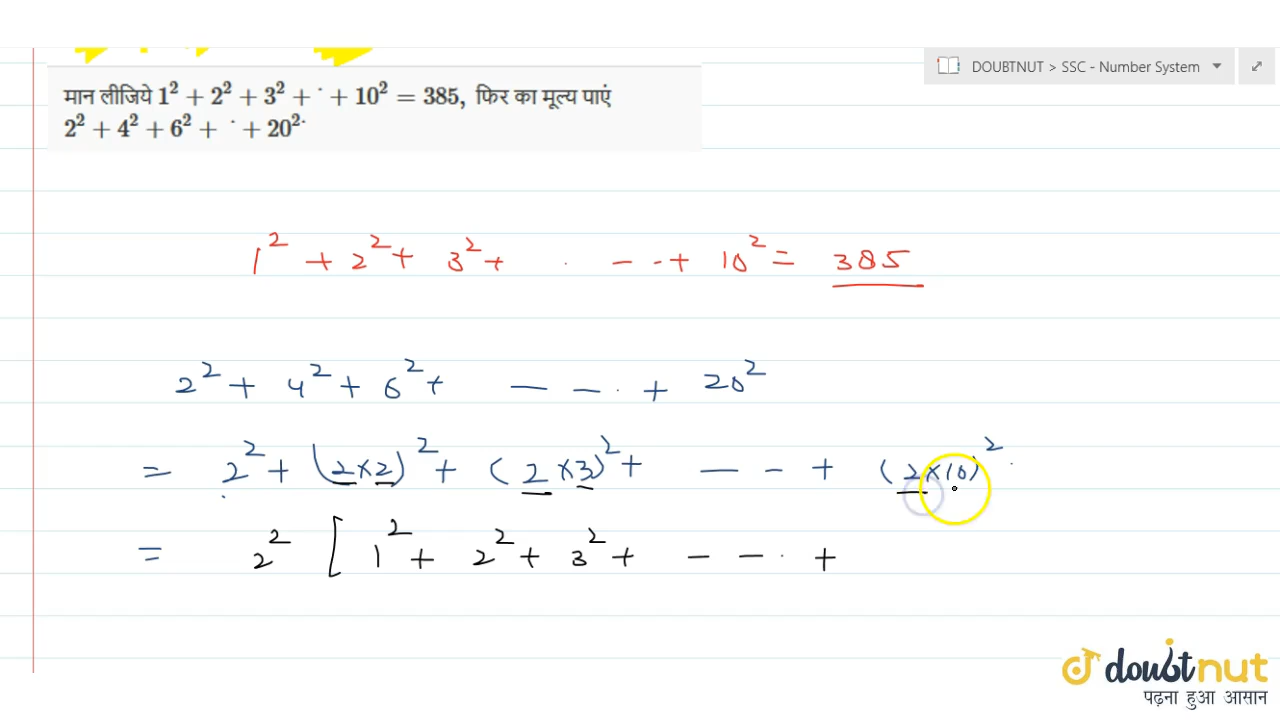 DOUBTNUT > SSC - Number System
मान लीजिये 1² + 2² + 3² + ˙ + 10² = 385, फिर का मूल्य पाएं
2² + 4² + 6² + ˙ + 20²·
1² + 2² + 3² + . - - + 10² = 385
2² + 4² + 6² + — - · + 20²
= 2² + (2×2)² + (2×3)² + — - + (2×10)²
= 2² [ 1² + 2² + 3² + - — · +
doubtnut
पढ़ना हुआ आसान